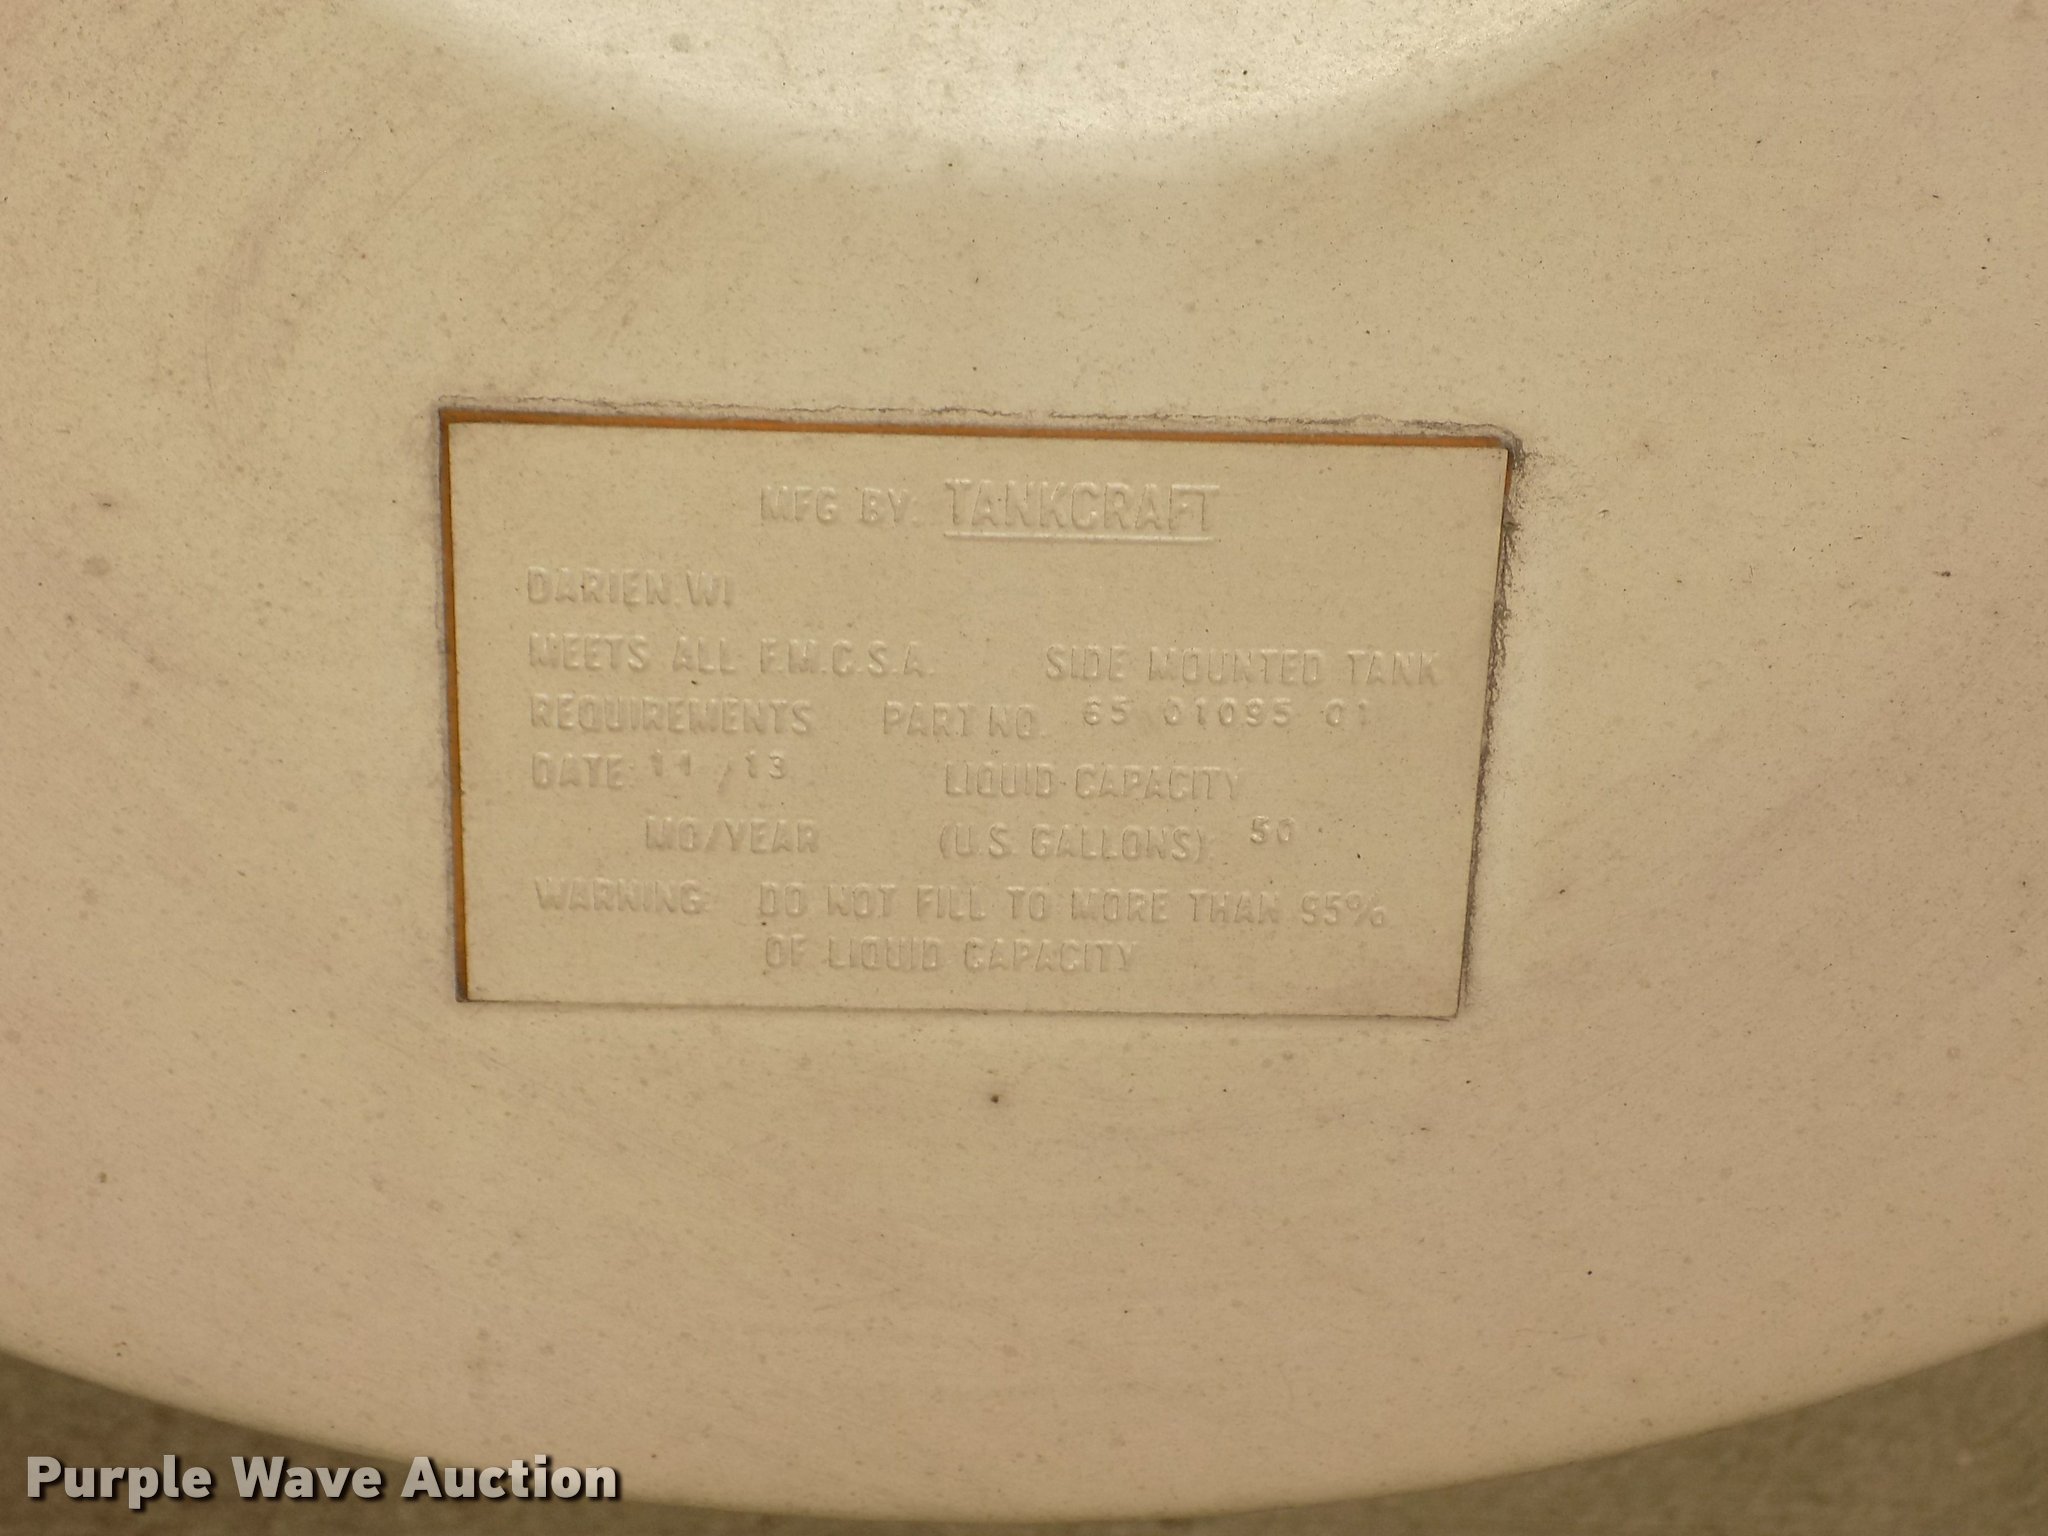 MFG BY: TANKCRAFT
DARIEN, WI
MEETS ALL F.M.C.S.A. SIDE MOUNTED TANK
REQUIREMENTS PART NO. 65 01095 01
DATE 11 / 13 LIQUID CAPACITY
MO/YEAR (U.S. GALLONS) 50
WARNING: DO NOT FILL TO MORE THAN 95%
OF LIQUID CAPACITY
Purple Wave Auction